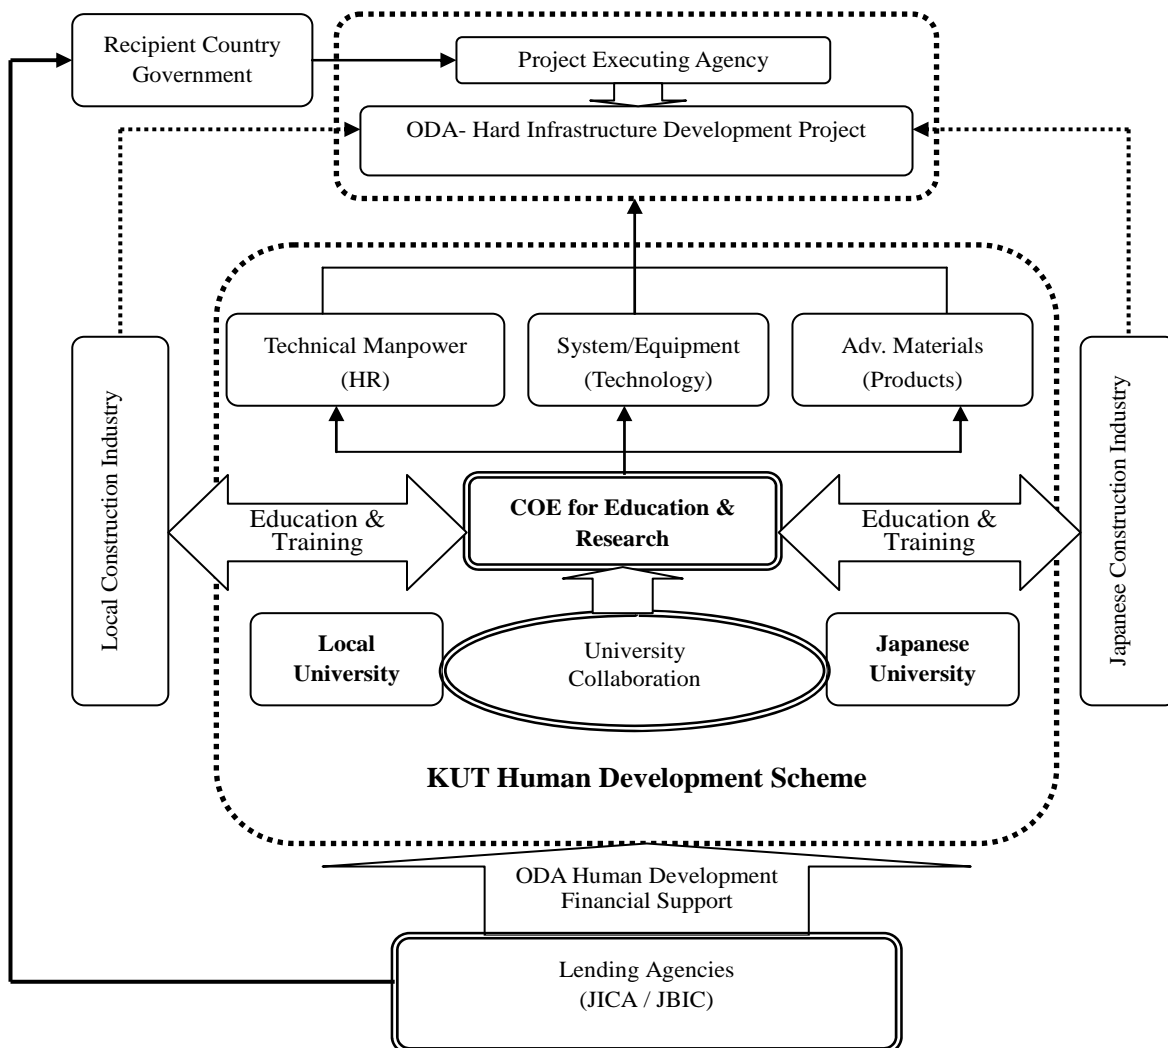 Recipient Country
Government
Project Executing Agency
ODA- Hard Infrastructure Development Project
Technical Manpower
(HR)
System/Equipment
(Technology)
Adv. Materials
(Products)
Local Construction Industry
Japanese Construction Industry
Education &
Training
COE for Education &
Research
Education &
Training
Local
University
University
Collaboration
Japanese
University
KUT Human Development Scheme
ODA Human Development
Financial Support
Lending Agencies
(JICA / JBIC)